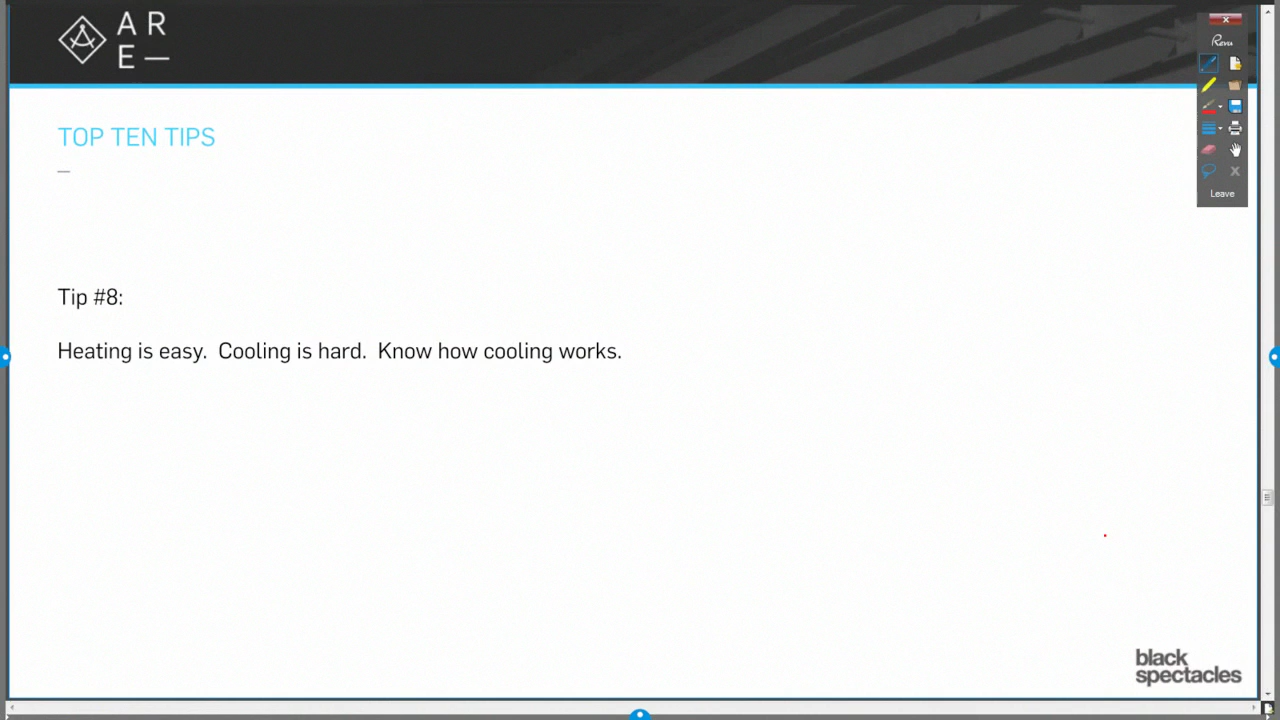 A R
E —
Revu
TOP TEN TIPS
—
Leave
Tip #8:
Heating is easy.  Cooling is hard.  Know how cooling works.
black
spectacles